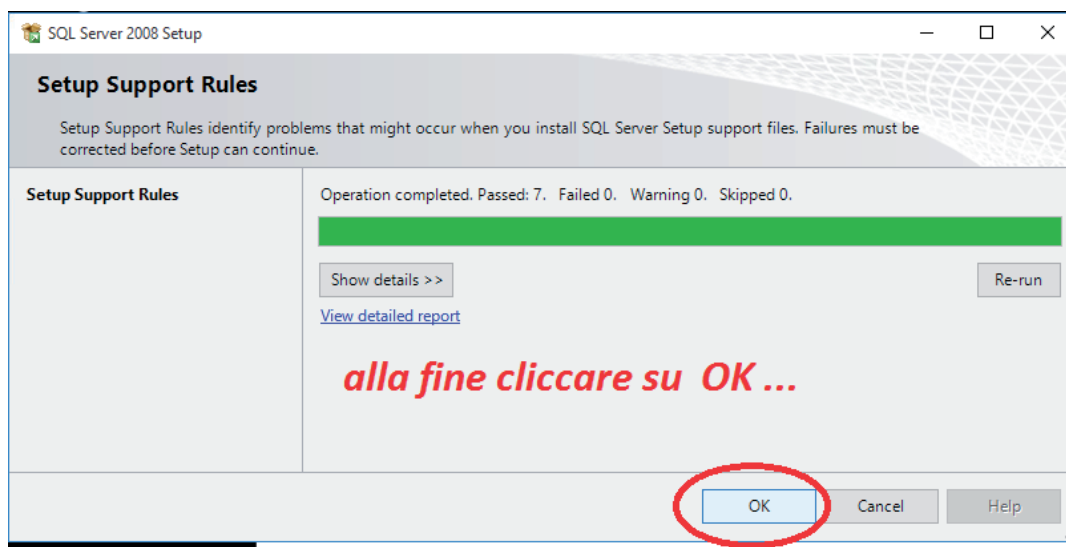 SQL Server 2008 Setup
Setup Support Rules
Setup Support Rules identify problems that might occur when you install SQL Server Setup support files. Failures must be
corrected before Setup can continue.
Setup Support Rules
Operation completed. Passed: 7. Failed 0. Warning 0. Skipped 0.
Show details >>
Re-run
View detailed report
alla fine cliccare su OK ...
OK
Cancel
Help